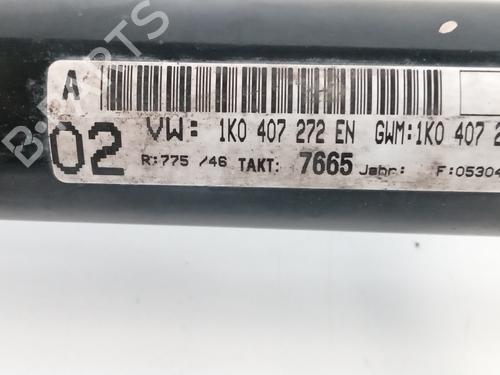 A
02
VW: 1K0 407 272 EN GWM:1K0 407 2
R:775 /46 TAKT: 7665 Jahr: F:05304
B-PARTS